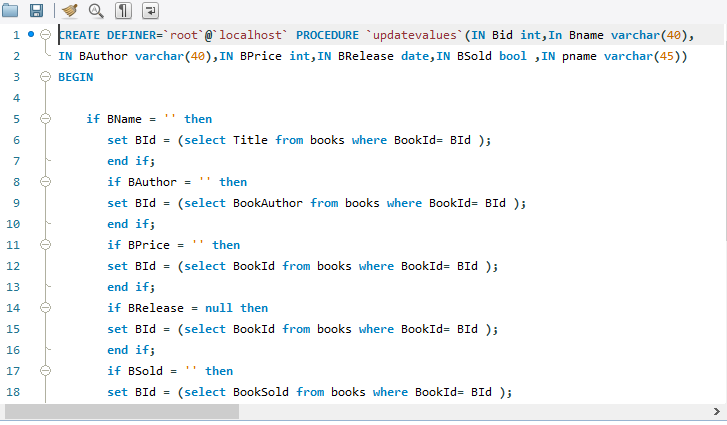 1 CREATE DEFINER=`root`@`localhost` PROCEDURE `updatevalues`(IN Bid int,In Bname varchar(40),
2 IN BAuthor varchar(40),IN BPrice int,IN BRelease date,IN BSold bool ,IN pname varchar(45))
3 BEGIN
4
5 if BName = '' then
6 set BId = (select Title from books where BookId= BId );
7 end if;
8 if BAuthor = '' then
9 set BId = (select BookAuthor from books where BookId= BId );
10 end if;
11 if BPrice = '' then
12 set BId = (select BookId from books where BookId= BId );
13 end if;
14 if BRelease = null then
15 set BId = (select BookId from books where BookId= BId );
16 end if;
17 if BSold = '' then
18 set BId = (select BookSold from books where BookId= BId );